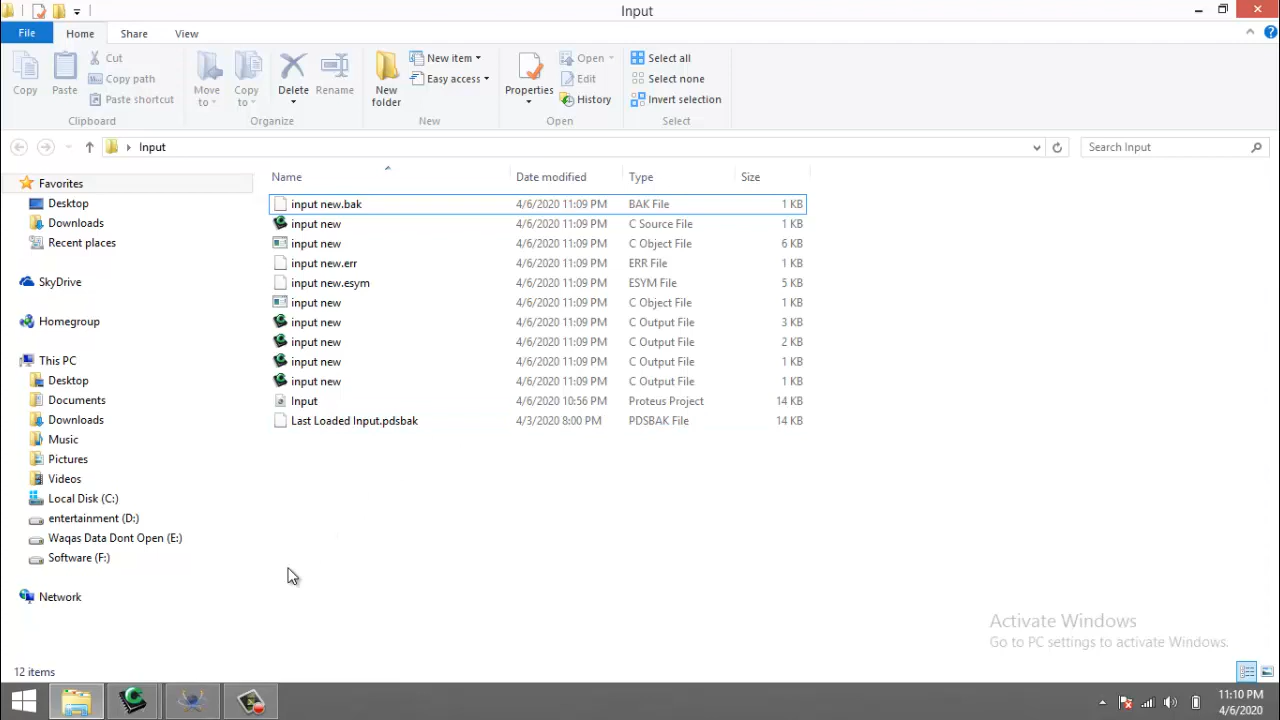 Input
File Home Share View
Copy Paste Cut
Copy path
Paste shortcut
Move to Copy to Delete Rename
New folder New item
Easy access
Properties Open
Edit
History
Select all
Select none
Invert selection
Clipboard Organize New Open Select
Input Search Input
Name Date modified Type Size
input new.bak 4/6/2020 11:09 PM BAK File 1 KB
input new 4/6/2020 11:09 PM C Source File 1 KB
input new 4/6/2020 11:09 PM C Object File 6 KB
input new.err 4/6/2020 11:09 PM ERR File 1 KB
input new.esym 4/6/2020 11:09 PM ESYM File 5 KB
input new 4/6/2020 11:09 PM C Object File 1 KB
input new 4/6/2020 11:09 PM C Output File 3 KB
input new 4/6/2020 11:09 PM C Output File 2 KB
input new 4/6/2020 11:09 PM C Output File 1 KB
input new 4/6/2020 11:09 PM C Output File 1 KB
Input 4/6/2020 10:56 PM Proteus Project 14 KB
Last Loaded Input.pdsbak 4/3/2020 8:00 PM PDSBAK File 14 KB
Favorites
Desktop
Downloads
Recent places
SkyDrive
Homegroup
This PC
Desktop
Documents
Downloads
Music
Pictures
Videos
Local Disk (C:)
entertainment (D:)
Waqas Data Dont Open (E:)
Software (F:)
Network
Activate Windows
Go to PC settings to activate Windows.
12 items
11:10 PM
4/6/2020